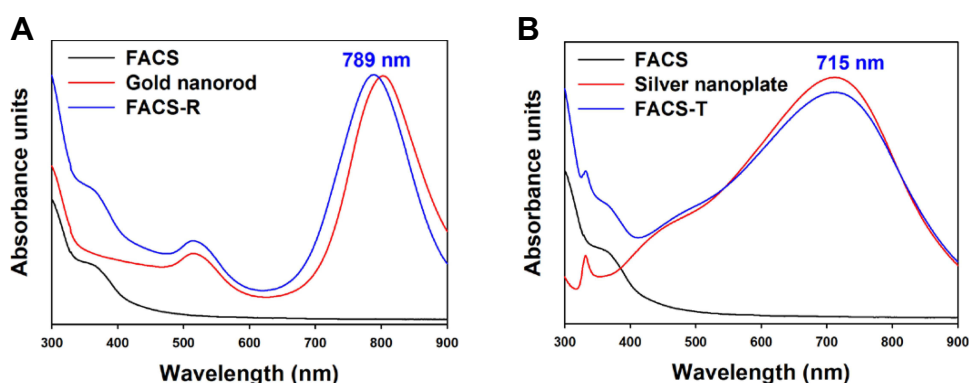 A
FACS
Gold nanorod
FACS-R
789 nm
Absorbance units
300 400 500 600 700 800 900
Wavelength (nm)
B
FACS
Silver nanoplate
FACS-T
715 nm
Absorbance units
300 400 500 600 700 800 900
Wavelength (nm)